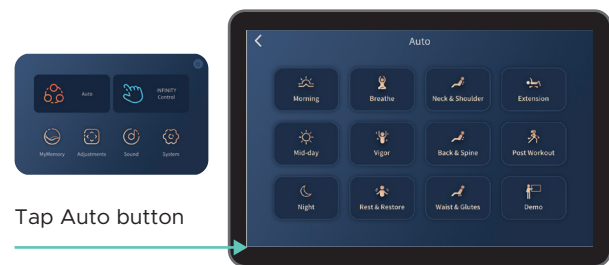 Auto
INFINITY
Control
MyMemory Adjustments Sound System
Tap Auto button
Auto
Morning Breathe Neck & Shoulder Extension
Mid-day Vigor Back & Spine Post Workout
Night Rest & Restore Waist & Glutes Demo